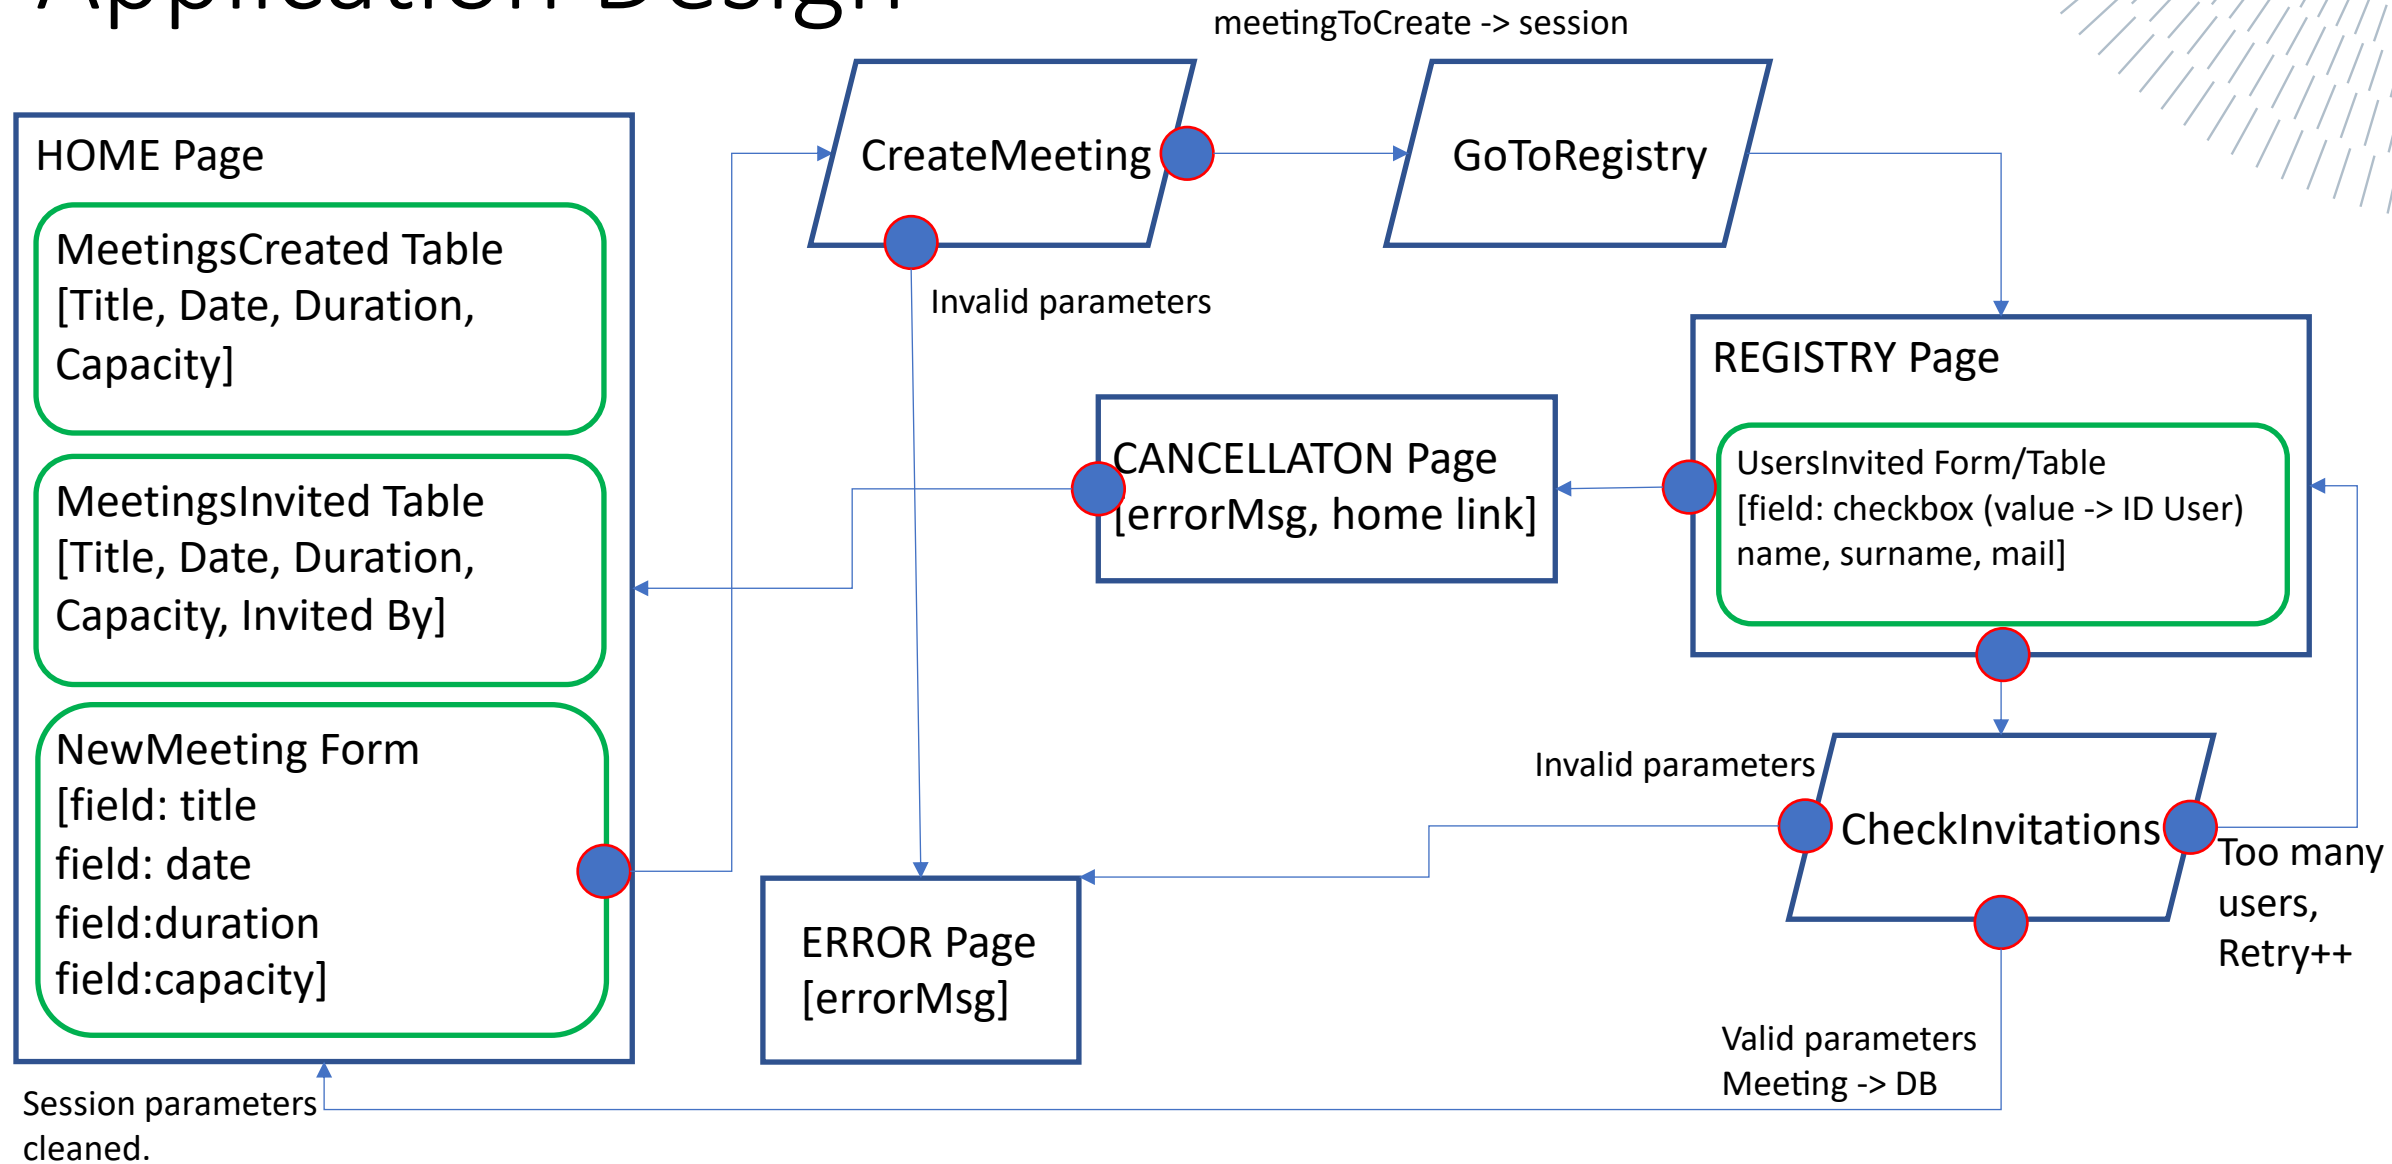 Application Design
meetingToCreate -> session
HOME Page
MeetingsCreated Table
[Title, Date, Duration,
Capacity]
MeetingsInvited Table
[Title, Date, Duration,
Capacity, Invited By]
NewMeeting Form
[field: title
field: date
field:duration
field:capacity]
Session parameters
cleaned.
CreateMeeting
Invalid parameters
GoToRegistry
REGISTRY Page
UsersInvited Form/Table
[field: checkbox (value -> ID User)
name, surname, mail]
CANCELLATON Page
[errorMsg, home link]
Invalid parameters
CheckInvitations
Too many
users,
Retry++
ERROR Page
[errorMsg]
Valid parameters
Meeting -> DB